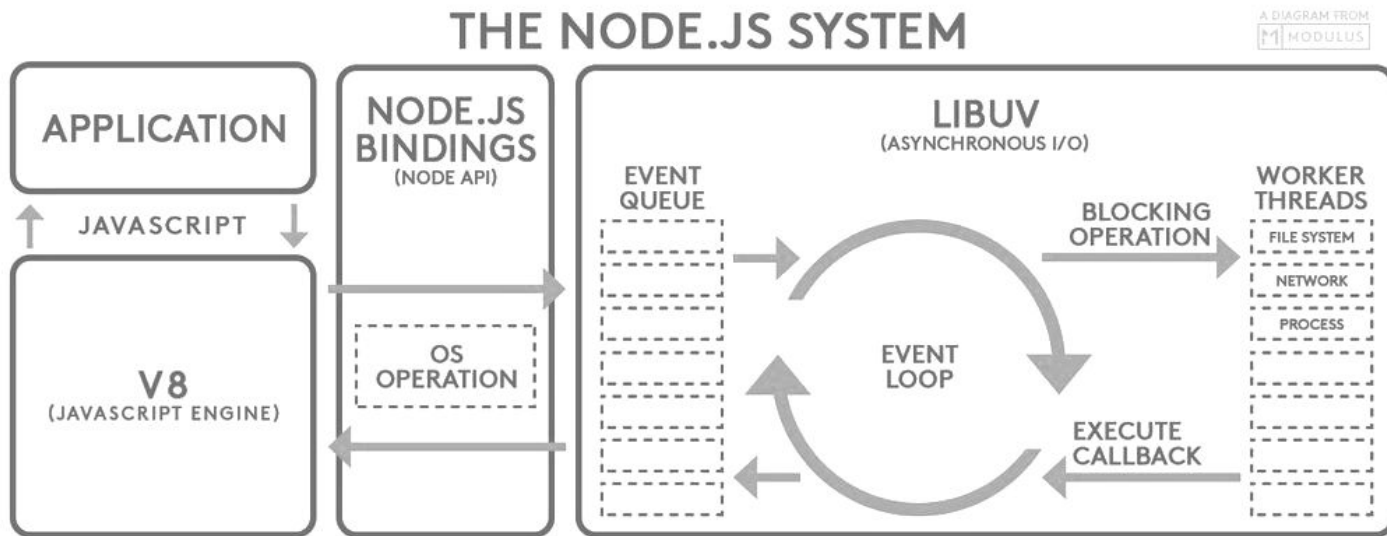 THE NODE.JS SYSTEM
A DIAGRAM FROM
MODULUS
APPLICATION
JAVASCRIPT
V8
(JAVASCRIPT ENGINE)
NODE.JS
BINDINGS
(NODE API)
OS
OPERATION
LIBUV
(ASYNCHRONOUS I/O)
EVENT
QUEUE
EVENT
LOOP
BLOCKING
OPERATION
EXECUTE
CALLBACK
WORKER
THREADS
FILE SYSTEM
NETWORK
PROCESS